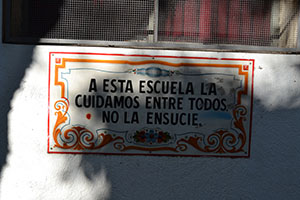 A ESTA ESCUELA LA
CUIDAMOS ENTRE TODOS.
NO LA ENSUCIE.